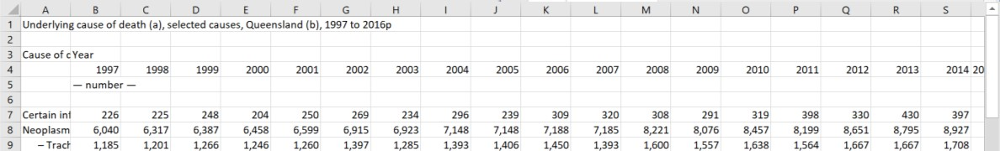 A B C D E F G H I J K L M N O P Q R S
1 Underlying cause of death (a), selected causes, Queensland (b), 1997 to 2016p
2
3 Cause of c Year
4 1997 1998 1999 2000 2001 2002 2003 2004 2005 2006 2007 2008 2009 2010 2011 2012 2013 2014 20
5 — number —
6
7 Certain inf 226 225 248 204 250 269 234 296 239 309 320 308 291 319 398 330 430 397
8 Neoplasm 6,040 6,317 6,387 6,458 6,599 6,915 6,923 7,148 7,148 7,188 7,185 8,221 8,076 8,457 8,199 8,651 8,795 8,927
9 – Trach 1,185 1,201 1,266 1,246 1,260 1,397 1,285 1,393 1,406 1,450 1,393 1,600 1,557 1,638 1,564 1,667 1,667 1,708